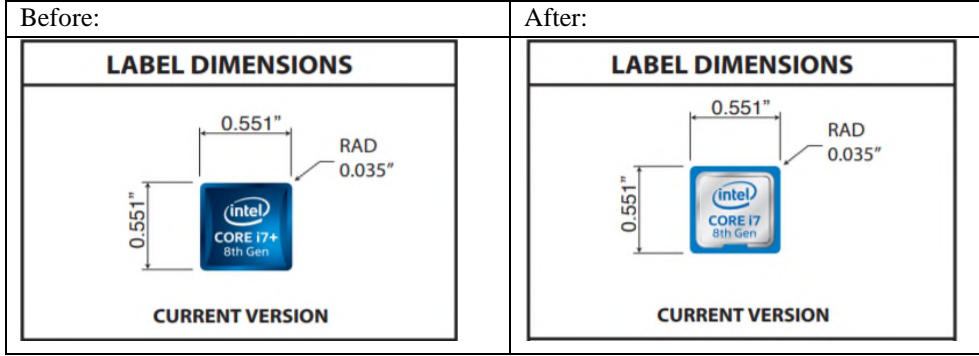 Before:
LABEL DIMENSIONS
0.551"
RAD
0.035"
0.551"
intel
CORE i7+
8th Gen
CURRENT VERSION
After:
LABEL DIMENSIONS
0.551"
RAD
0.035"
0.551"
intel
CORE i7
8th Gen
CURRENT VERSION